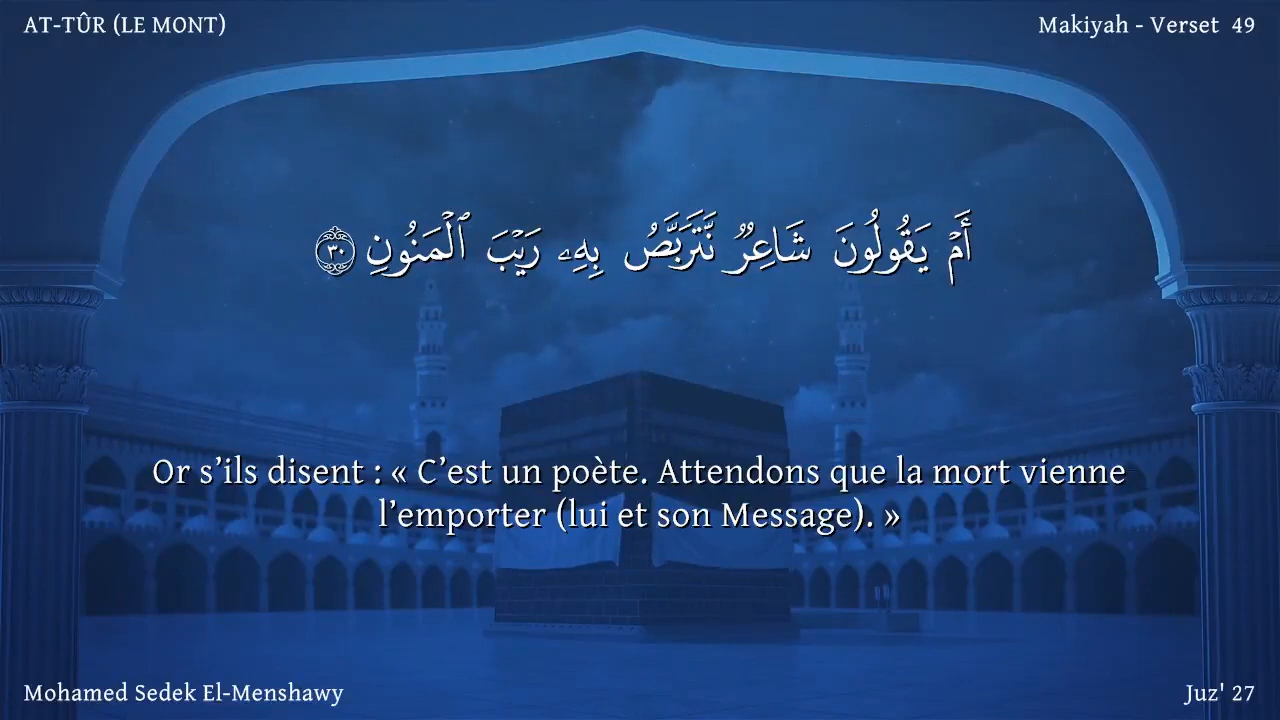 AT-TÛR (LE MONT)
Makiyah - Verset 49
أَمْ يَقُولُونَ شَاعِرٌ نَّتَرَبَّصُ بِهِۦ رَيْبَ ٱلْمَنُونِ ٣٠
Or s’ils disent : « C’est un poète. Attendons que la mort vienne
l’emporter (lui et son Message). »
Mohamed Sedek El-Menshawy
Juz' 27